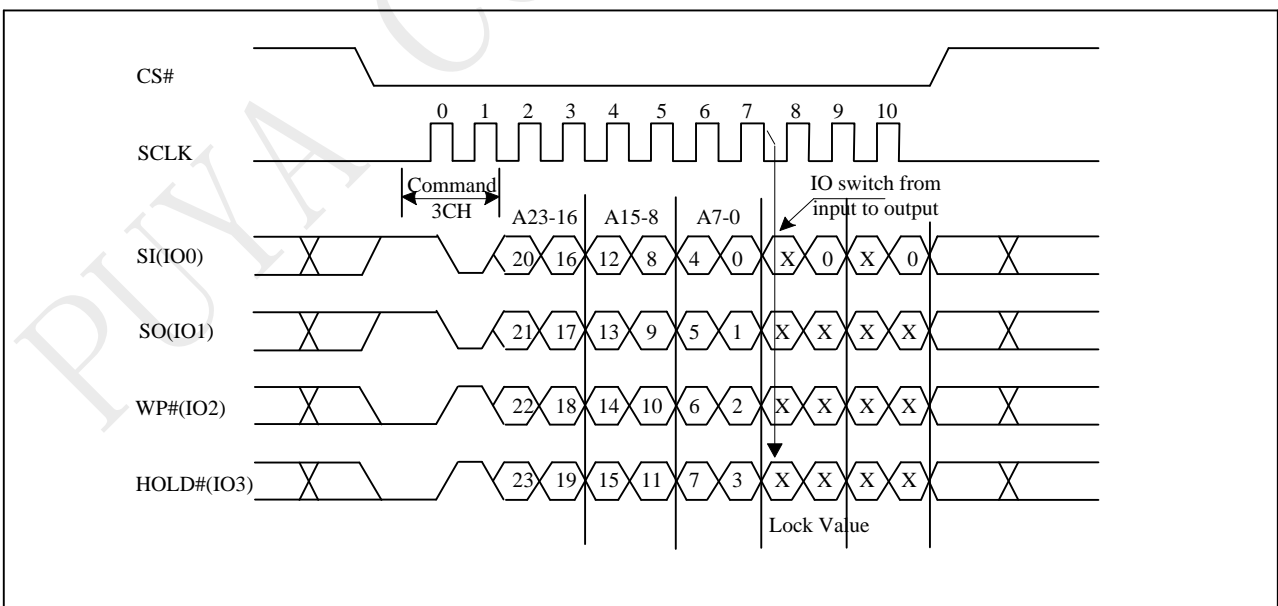 PUYA C
CS#
0 1 2 3 4 5 6 7 8 9 10
SCLK
Command
3CH
IO switch from
input to output
A23-16 A15-8 A7-0
SI(IO0) 20 16 12 8 4 0 X 0 X 0
SO(IO1) 21 17 13 9 5 1 X X X X
WP#(IO2) 22 18 14 10 6 2 X X X X
HOLD#(IO3) 23 19 15 11 7 3 X X X X
Lock Value